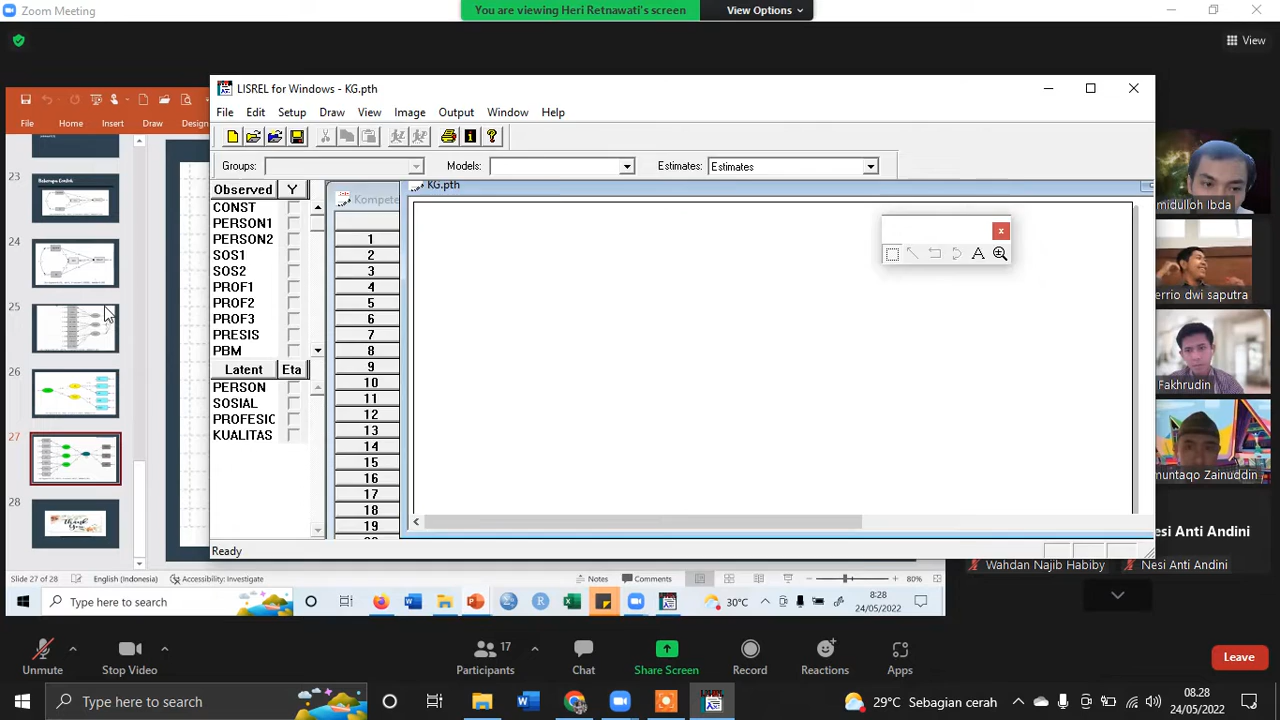 Zoom Meeting
You are viewing Heri Retnawati's screen
View Options
View
LISREL for Windows - KG.pth
File Edit Setup Draw View Image Output Window Help
Groups:
Models:
Estimates: Estimates
File Home Insert Draw Design
Observed Y
CONST
PERSON1
PERSON2
SOS1
SOS2
PROF1
PROF2
PROF3
PRESIS
PBM
Latent Eta
PERSON
SOSIAL
PROFESIC
KUALITAS
Kompete
1
2
3
4
5
6
7
8
9
10
11
12
13
14
15
16
17
18
19
KG.pth
A
Ready
23
24
25
26
27
28
Thank
You
midulloh Ibda
errio dwi saputra
Fakhrudin
muntaqo Zainuddin
Nesi Anti Andini
Wahdan Najib Habiby
Nesi Anti Andini
Slide 27 of 28
English (Indonesia)
Accessibility: Investigate
Notes
Comments
80%
Type here to search
30°C
8:28
24/05/2022
Unmute
Stop Video
17
Participants
Chat
Share Screen
Record
Reactions
Apps
Leave
Type here to search
29°C Sebagian cerah
08.28
24/05/2022